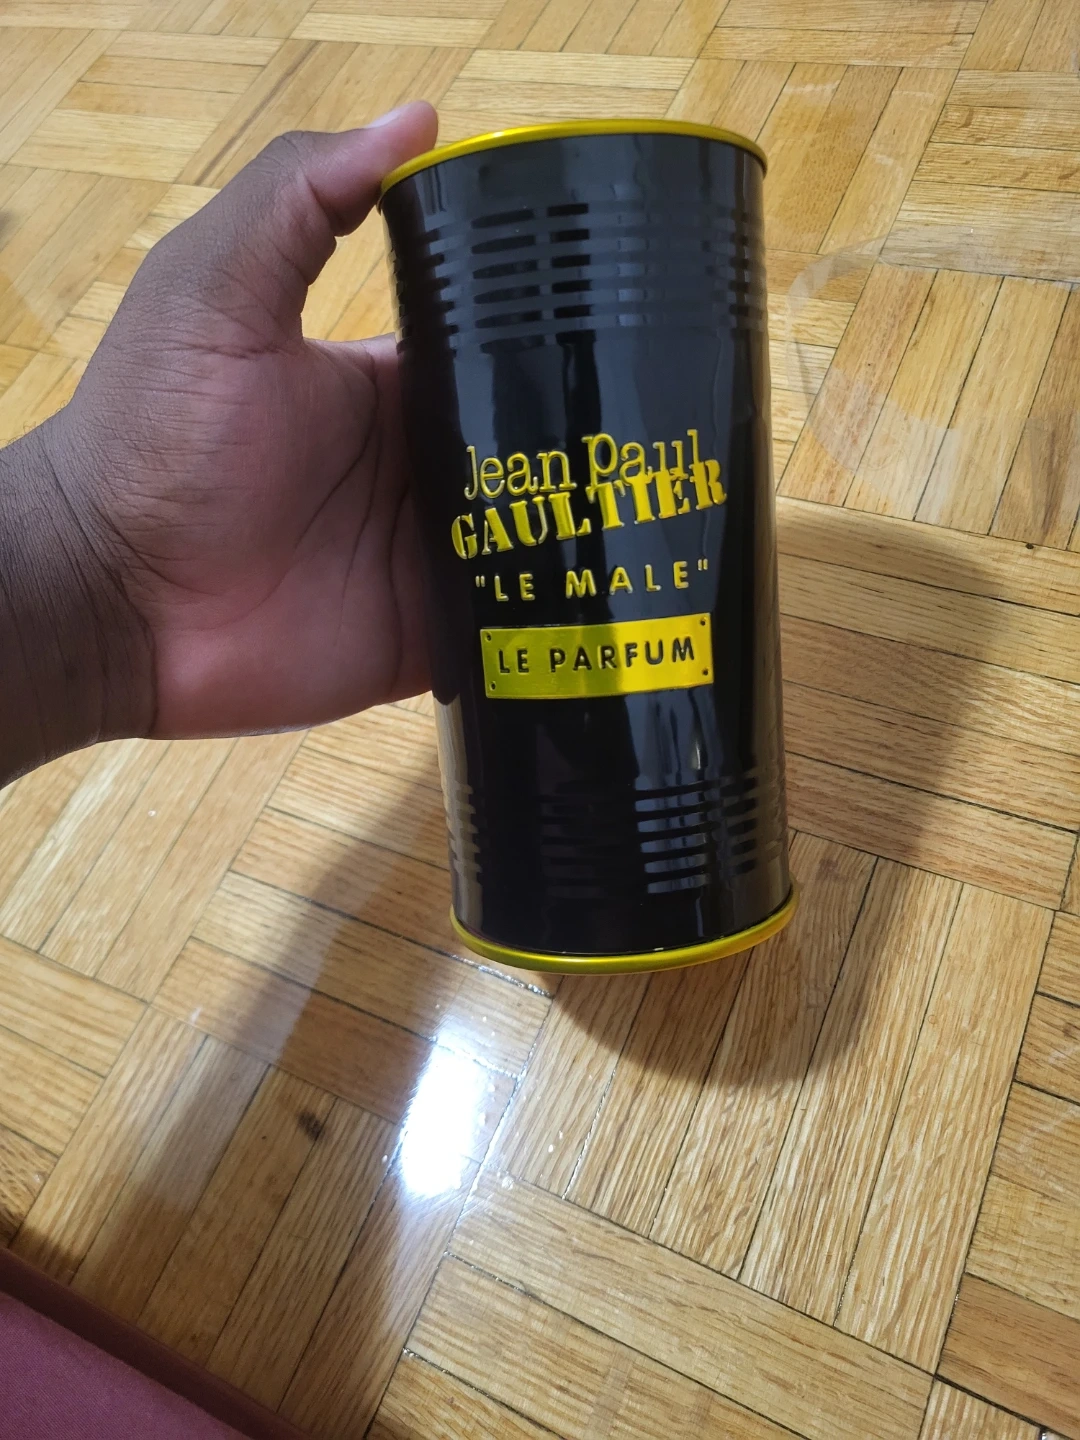 Jean Paul
GAULTIER
"LE MALE"
LE PARFUM